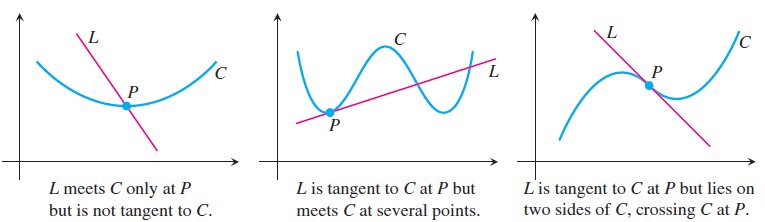 L
C
P
L meets C only at P
but is not tangent to C.
C
L
P
L is tangent to C at P but
meets C at several points.
L
C
P
L is tangent to C at P but lies on
two sides of C, crossing C at P.